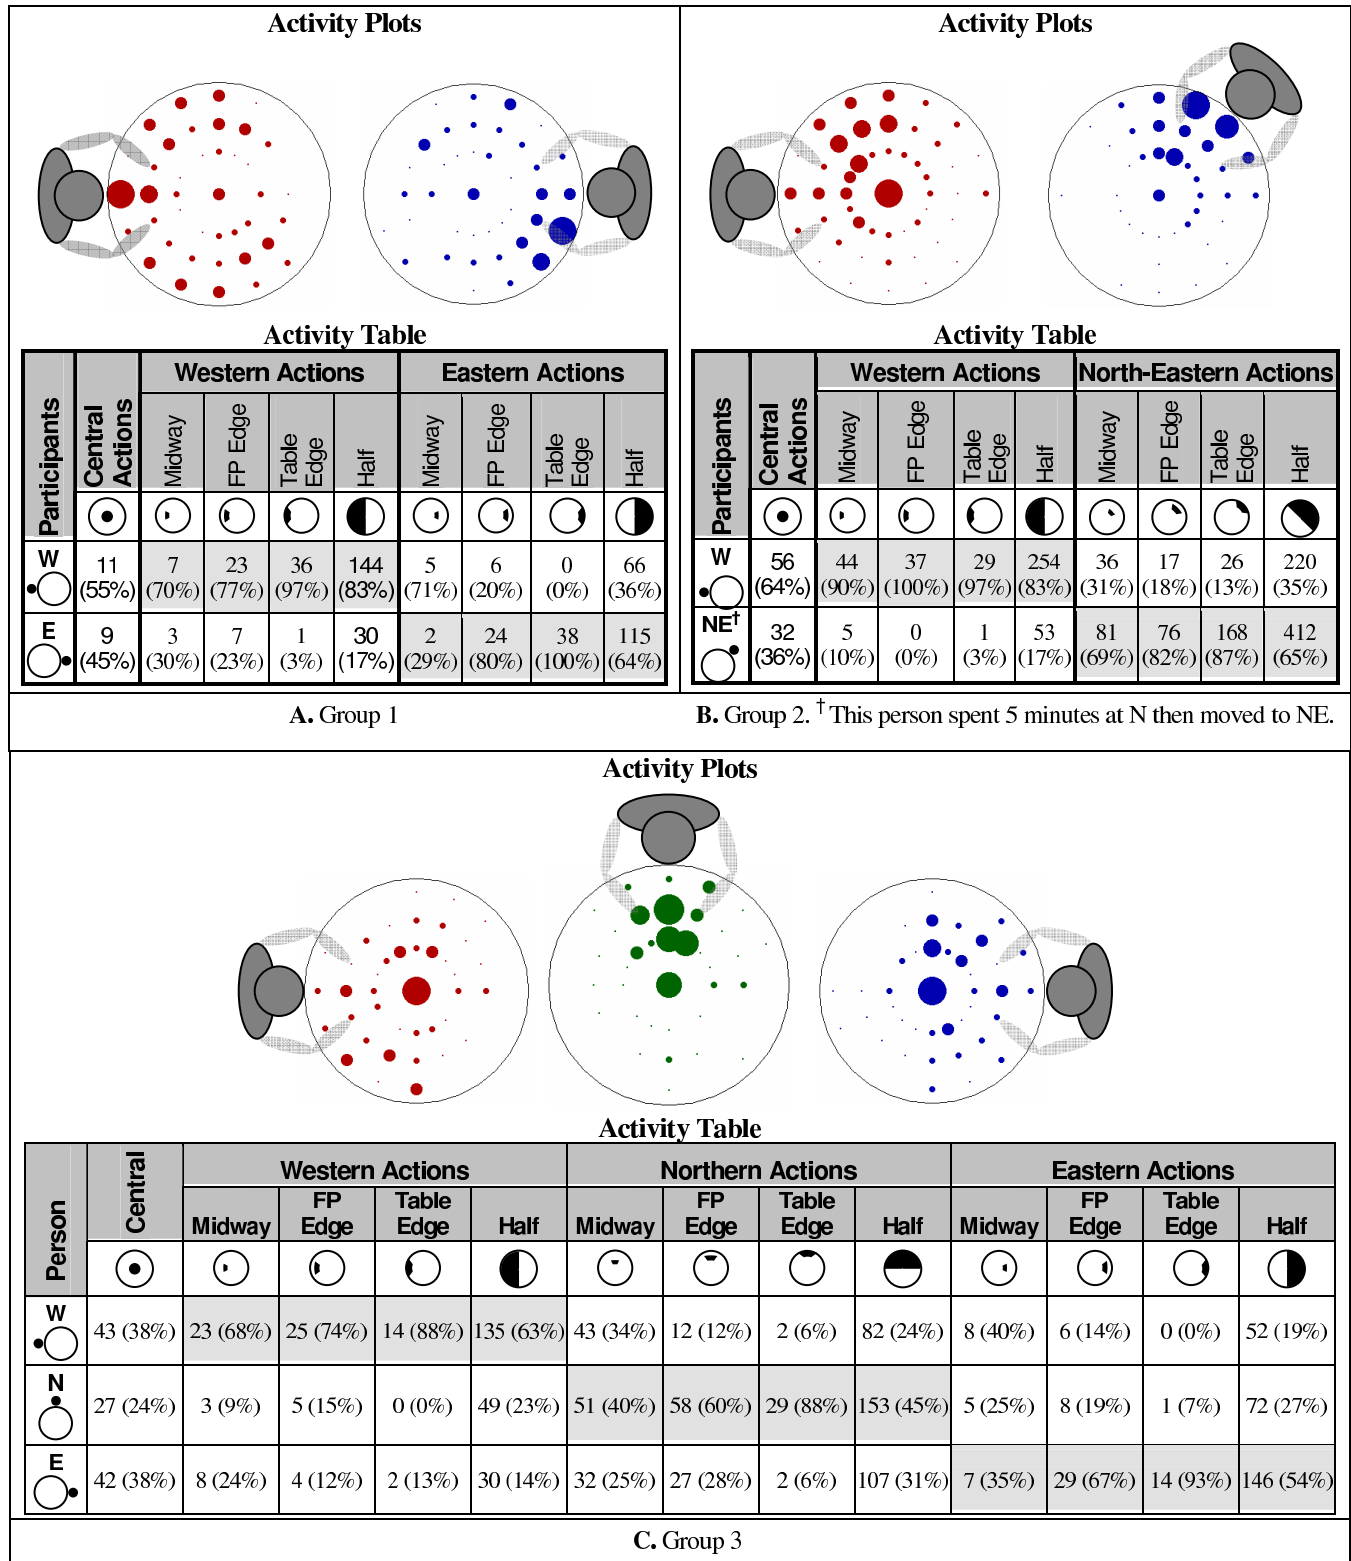 Activity Plots
Activity Table
Participants
Central Actions
Western Actions
Eastern Actions
Midway
FP Edge
Table Edge
Half
Midway
FP Edge
Table Edge
Half
W
11 7 23 36 144 5 6 0 66
(55%) (70%) (77%) (97%) (83%) (71%) (20%) (0%) (36%)
E
9 3 7 1 30 2 24 38 115
(45%) (30%) (23%) (3%) (17%) (29%) (80%) (100%) (64%)
A. Group 1
Activity Plots
Activity Table
Participants
Central Actions
Western Actions
North-Eastern Actions
Midway
FP Edge
Table Edge
Half
Midway
FP Edge
Table Edge
Half
W
56 44 37 29 254 36 17 26 220
(64%) (90%) (100%) (97%) (83%) (31%) (18%) (13%) (35%)
NE†
32 5 0 1 53 81 76 168 412
(36%) (10%) (0%) (3%) (17%) (69%) (82%) (87%) (65%)
B. Group 2. † This person spent 5 minutes at N then moved to NE.
Activity Plots
Activity Table
Person
Central
Western Actions
Northern Actions
Eastern Actions
Midway
FP Edge
Table Edge
Half
Midway
FP Edge
Table Edge
Half
Midway
FP Edge
Table Edge
Half
W
43 (38%) 23 (68%) 25 (74%) 14 (88%) 135 (63%) 43 (34%) 12 (12%) 2 (6%) 82 (24%) 8 (40%) 6 (14%) 0 (0%) 52 (19%)
N
27 (24%) 3 (9%) 5 (15%) 0 (0%) 49 (23%) 51 (40%) 58 (60%) 29 (88%) 153 (45%) 5 (25%) 8 (19%) 1 (7%) 72 (27%)
E
42 (38%) 8 (24%) 4 (12%) 2 (13%) 30 (14%) 32 (25%) 27 (28%) 2 (6%) 107 (31%) 7 (35%) 29 (67%) 14 (93%) 146 (54%)
C. Group 3